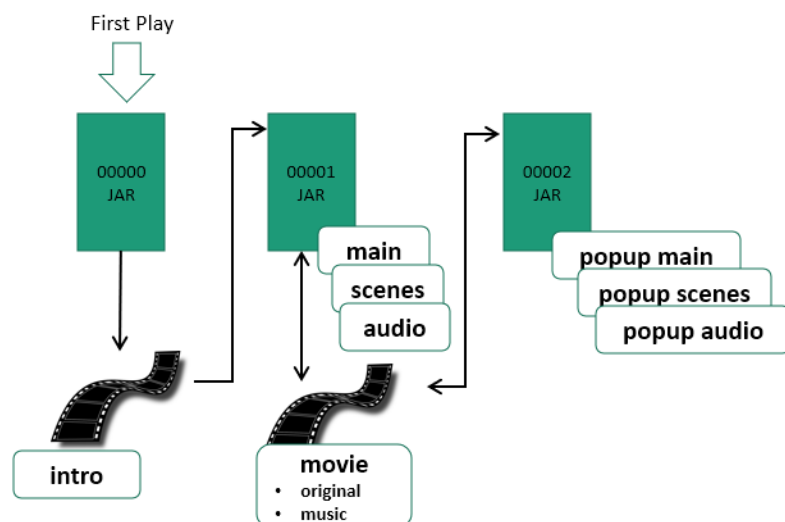 First Play
00000
JAR
00001
JAR
00002
JAR
main
scenes
audio
popup main
popup scenes
popup audio
intro
movie
• original
• music